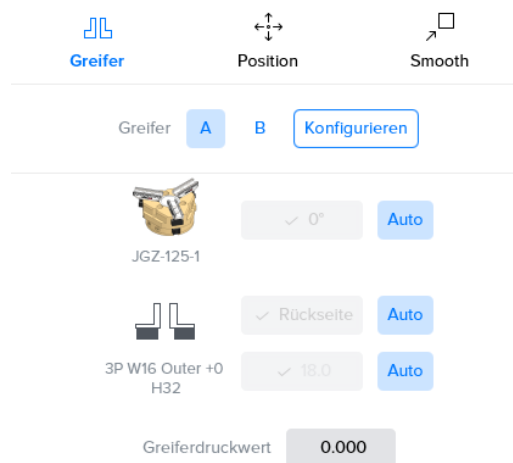 Greifer Position Smooth
Greifer A B Konfigurieren
0° Auto
JGZ-125-1
Rückseite Auto
3P W16 Outer +0
H32
18.0 Auto
Greiferdruckwert 0.000